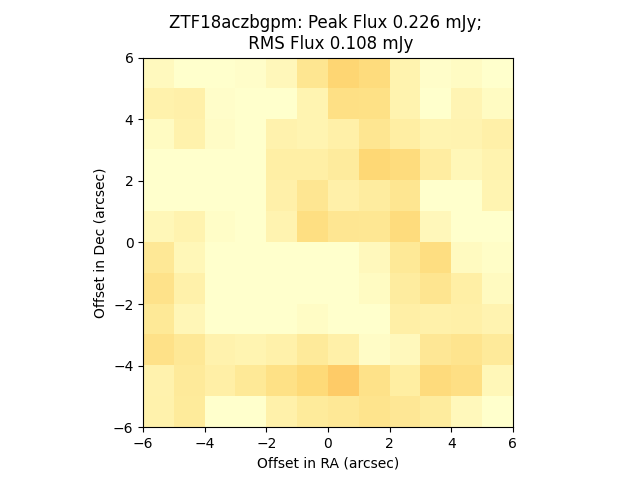 ZTF18aczbgpm: Peak Flux 0.226 mJy;
RMS Flux 0.108 mJy
6
4
2
0
−2
−4
−6
Offset in Dec (arcsec)
−6 −4 −2 0 2 4 6
Offset in RA (arcsec)